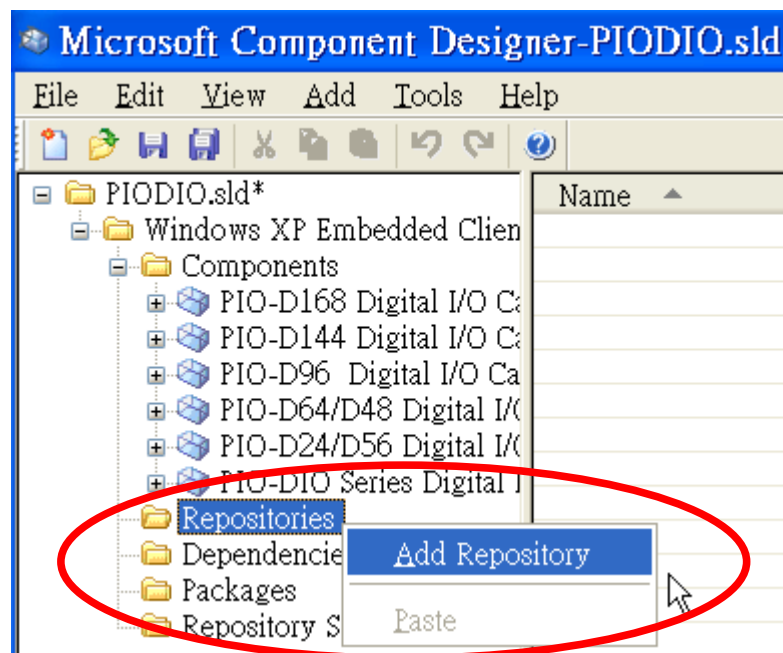 Microsoft Component Designer-PIODIO.sld
File Edit View Add Tools Help
PIODIO.sld*
Name
Windows XP Embedded Clien
Components
PIO-D168 Digital I/O Ca
PIO-D144 Digital I/O Ca
PIO-D96 Digital I/O Ca
PIO-D64/D48 Digital I/(
PIO-D24/D56 Digital I/(
PIO-DIO Series Digital I
Repositories
Add Repository
Dependencie
Packages
Paste
Repository S